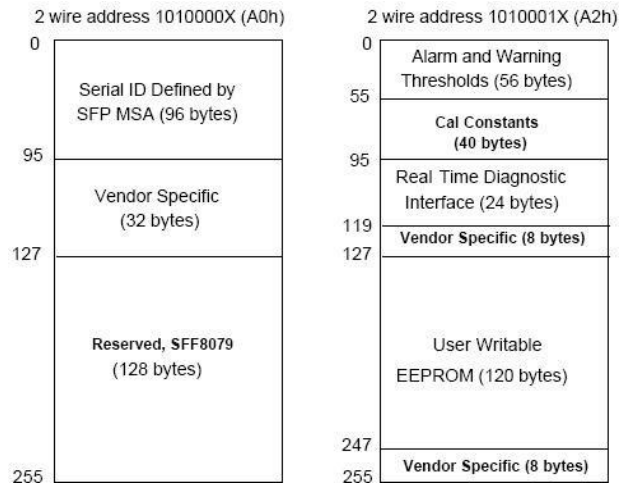 2 wire address 1010000X (A0h)
0
Serial ID Defined by
SFP MSA (96 bytes)
95
Vendor Specific
(32 bytes)
127
Reserved, SFF8079
(128 bytes)
255
2 wire address 1010001X (A2h)
0
Alarm and Warning
Thresholds (56 bytes)
55
Cal Constants
(40 bytes)
95
Real Time Diagnostic
Interface (24 bytes)
119
Vendor Specific (8 bytes)
127
User Writable
EEPROM (120 bytes)
247
Vendor Specific (8 bytes)
255